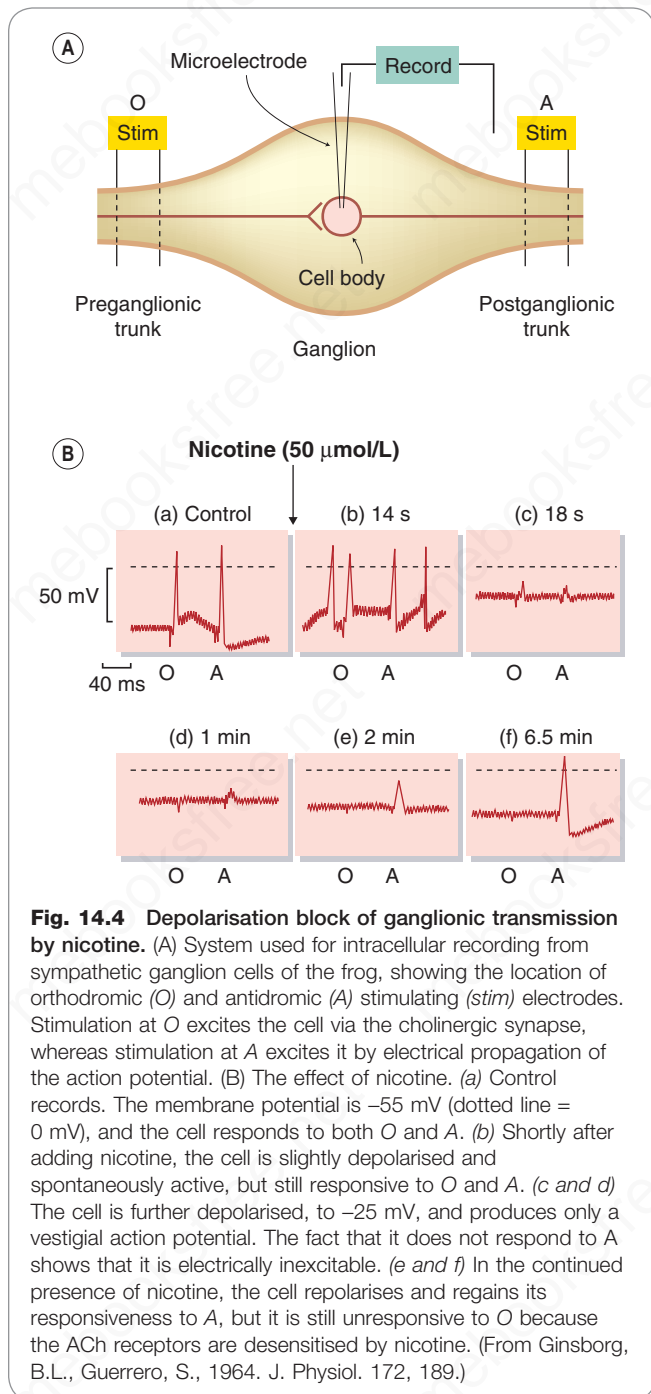 A
Microelectrode
Record
O
Stim
A
Stim
Cell body
Preganglionic
trunk
Postganglionic
trunk
Ganglion
B
Nicotine (50 μmol/L)
(a) Control
(b) 14 s
(c) 18 s
50 mV
40 ms
O A
O A
O A
(d) 1 min
(e) 2 min
(f) 6.5 min
O A
O A
O A
Fig. 14.4 Depolarisation block of ganglionic transmission
by nicotine. (A) System used for intracellular recording from
sympathetic ganglion cells of the frog, showing the location of
orthodromic (O) and antidromic (A) stimulating (stim) electrodes.
Stimulation at O excites the cell via the cholinergic synapse,
whereas stimulation at A excites it by electrical propagation of
the action potential. (B) The effect of nicotine. (a) Control
records. The membrane potential is –55 mV (dotted line =
0 mV), and the cell responds to both O and A. (b) Shortly after
adding nicotine, the cell is slightly depolarised and
spontaneously active, but still responsive to O and A. (c and d)
The cell is further depolarised, to –25 mV, and produces only a
vestigial action potential. The fact that it does not respond to A
shows that it is electrically inexcitable. (e and f) In the continued
presence of nicotine, the cell repolarises and regains its
responsiveness to A, but it is still unresponsive to O because
the ACh receptors are desensitised by nicotine. (From Ginsborg,
B.L., Guerrero, S., 1964. J. Physiol. 172, 189.)
mebooksfree.net